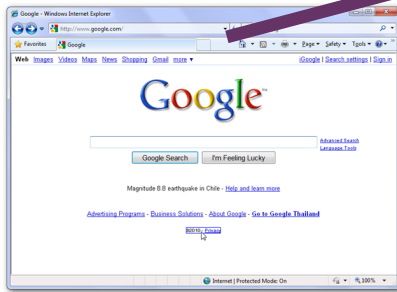 Google - Windows Internet Explorer
http://www.google.com/
Favorites Google Page Safety Tools
Web Images Videos Maps News Shopping Gmail more iGoogle | Search settings | Sign in
Google
Advanced Search
Language Tools
Google Search I'm Feeling Lucky
Magnitude 8.8 earthquake in Chile - Help and learn more
Advertising Programs - Business Solutions - About Google - Go to Google Thailand
©2010 - Privacy
Internet | Protected Mode: On 100%